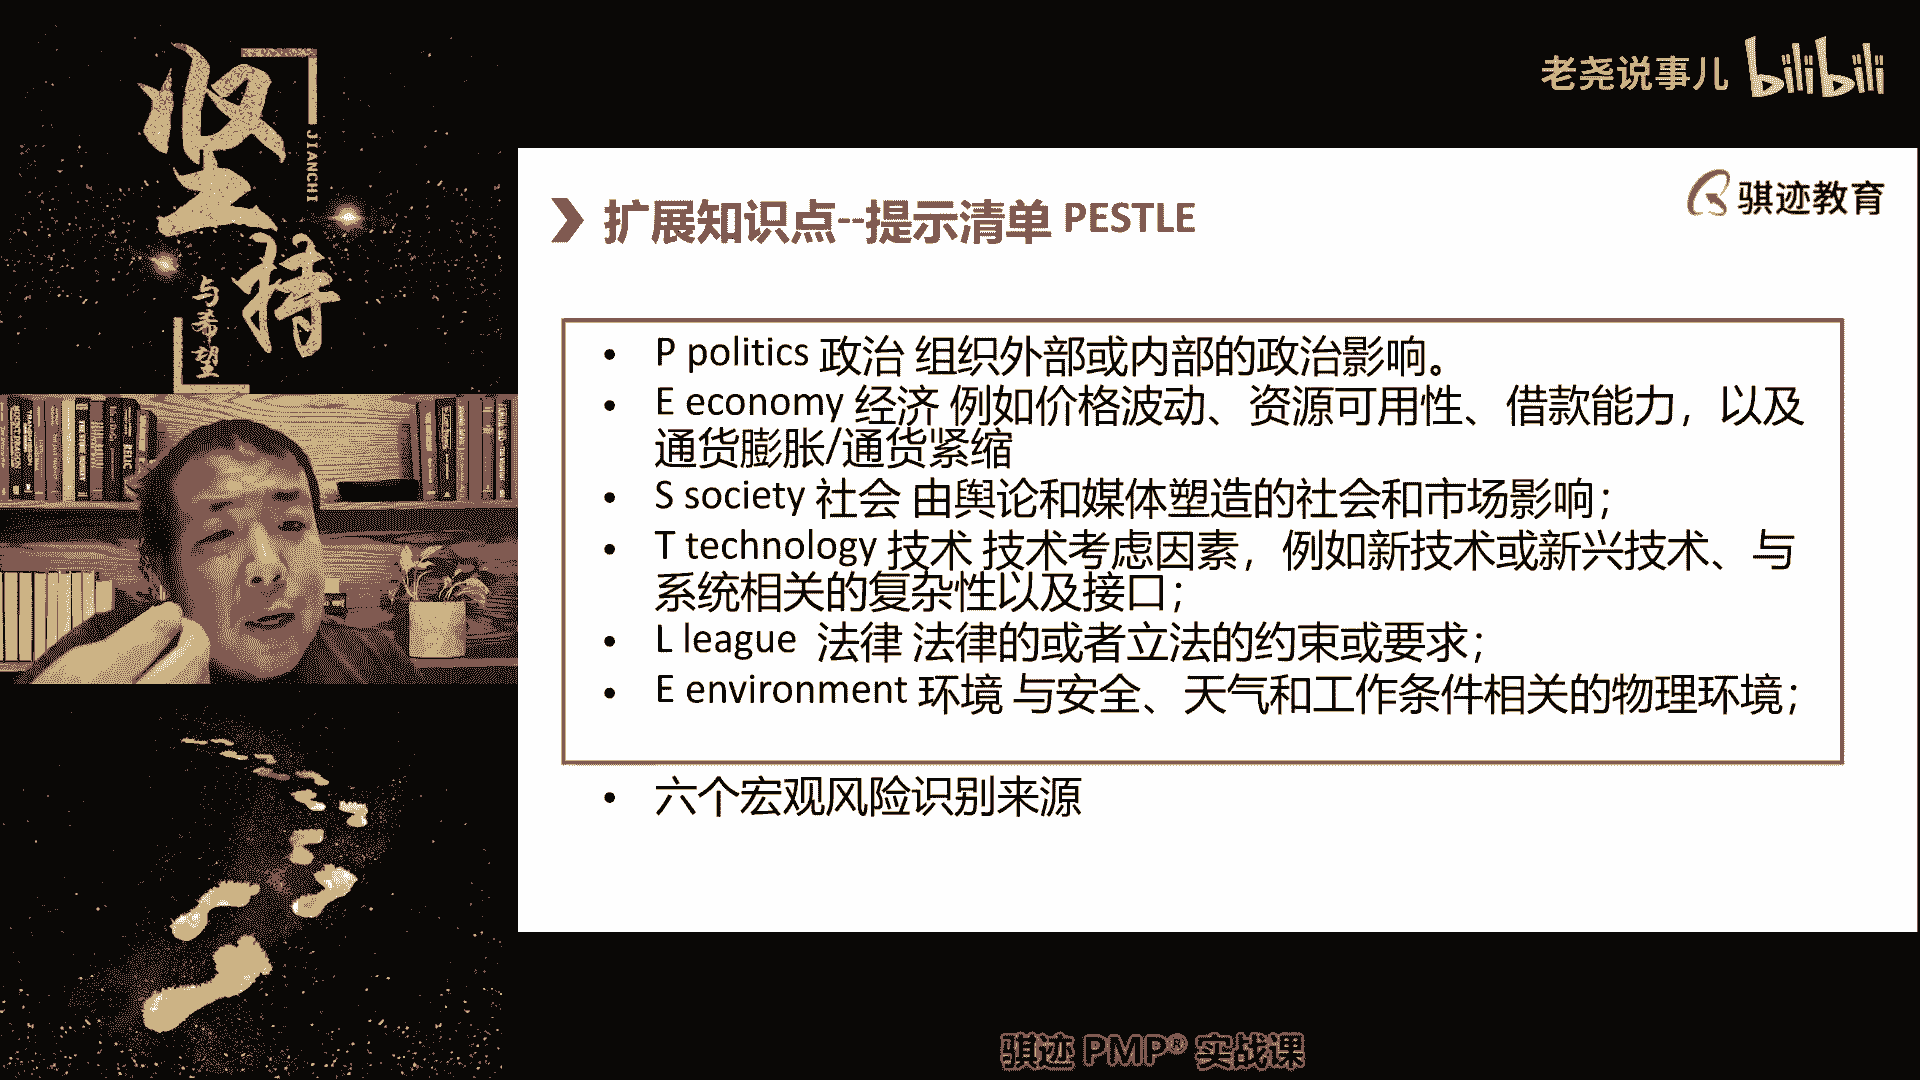 坚持
JIANCHI
与希望
老尧说事儿 bilibili
骐迹教育
扩展知识点--提示清单 PESTLE
• P politics 政治 组织外部或内部的政治影响。
• E economy 经济 例如价格波动、资源可用性、借款能力，以及
通货膨胀/通货紧缩
• S society 社会 由舆论和媒体塑造的社会和市场影响；
• T technology 技术 技术考虑因素，例如新技术或新兴技术、与
系统相关的复杂性以及接口；
• L league 法律 法律的或者立法的约束或要求；
• E environment 环境 与安全、天气和工作条件相关的物理环境；
• 六个宏观风险识别来源
骐迹 PMP® 实战课